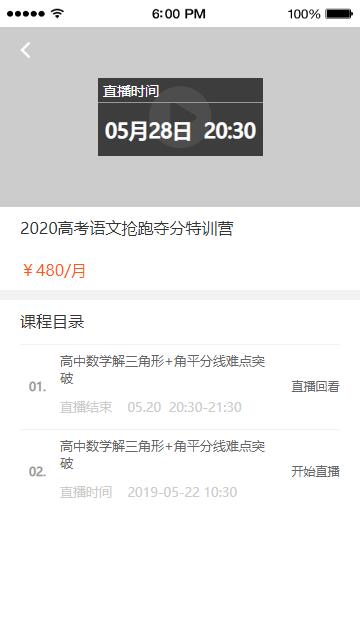 6:00 PM 100%
直播时间
05月28日 20:30
2020高考语文抢跑夺分特训营
￥480/月
课程目录
高中数学解三角形+角平分线难点突
破
01.
直播回看
直播结束 05.20 20:30-21:30
高中数学解三角形+角平分线难点突
破
02.
开始直播
直播时间 2019-05-22 10:30